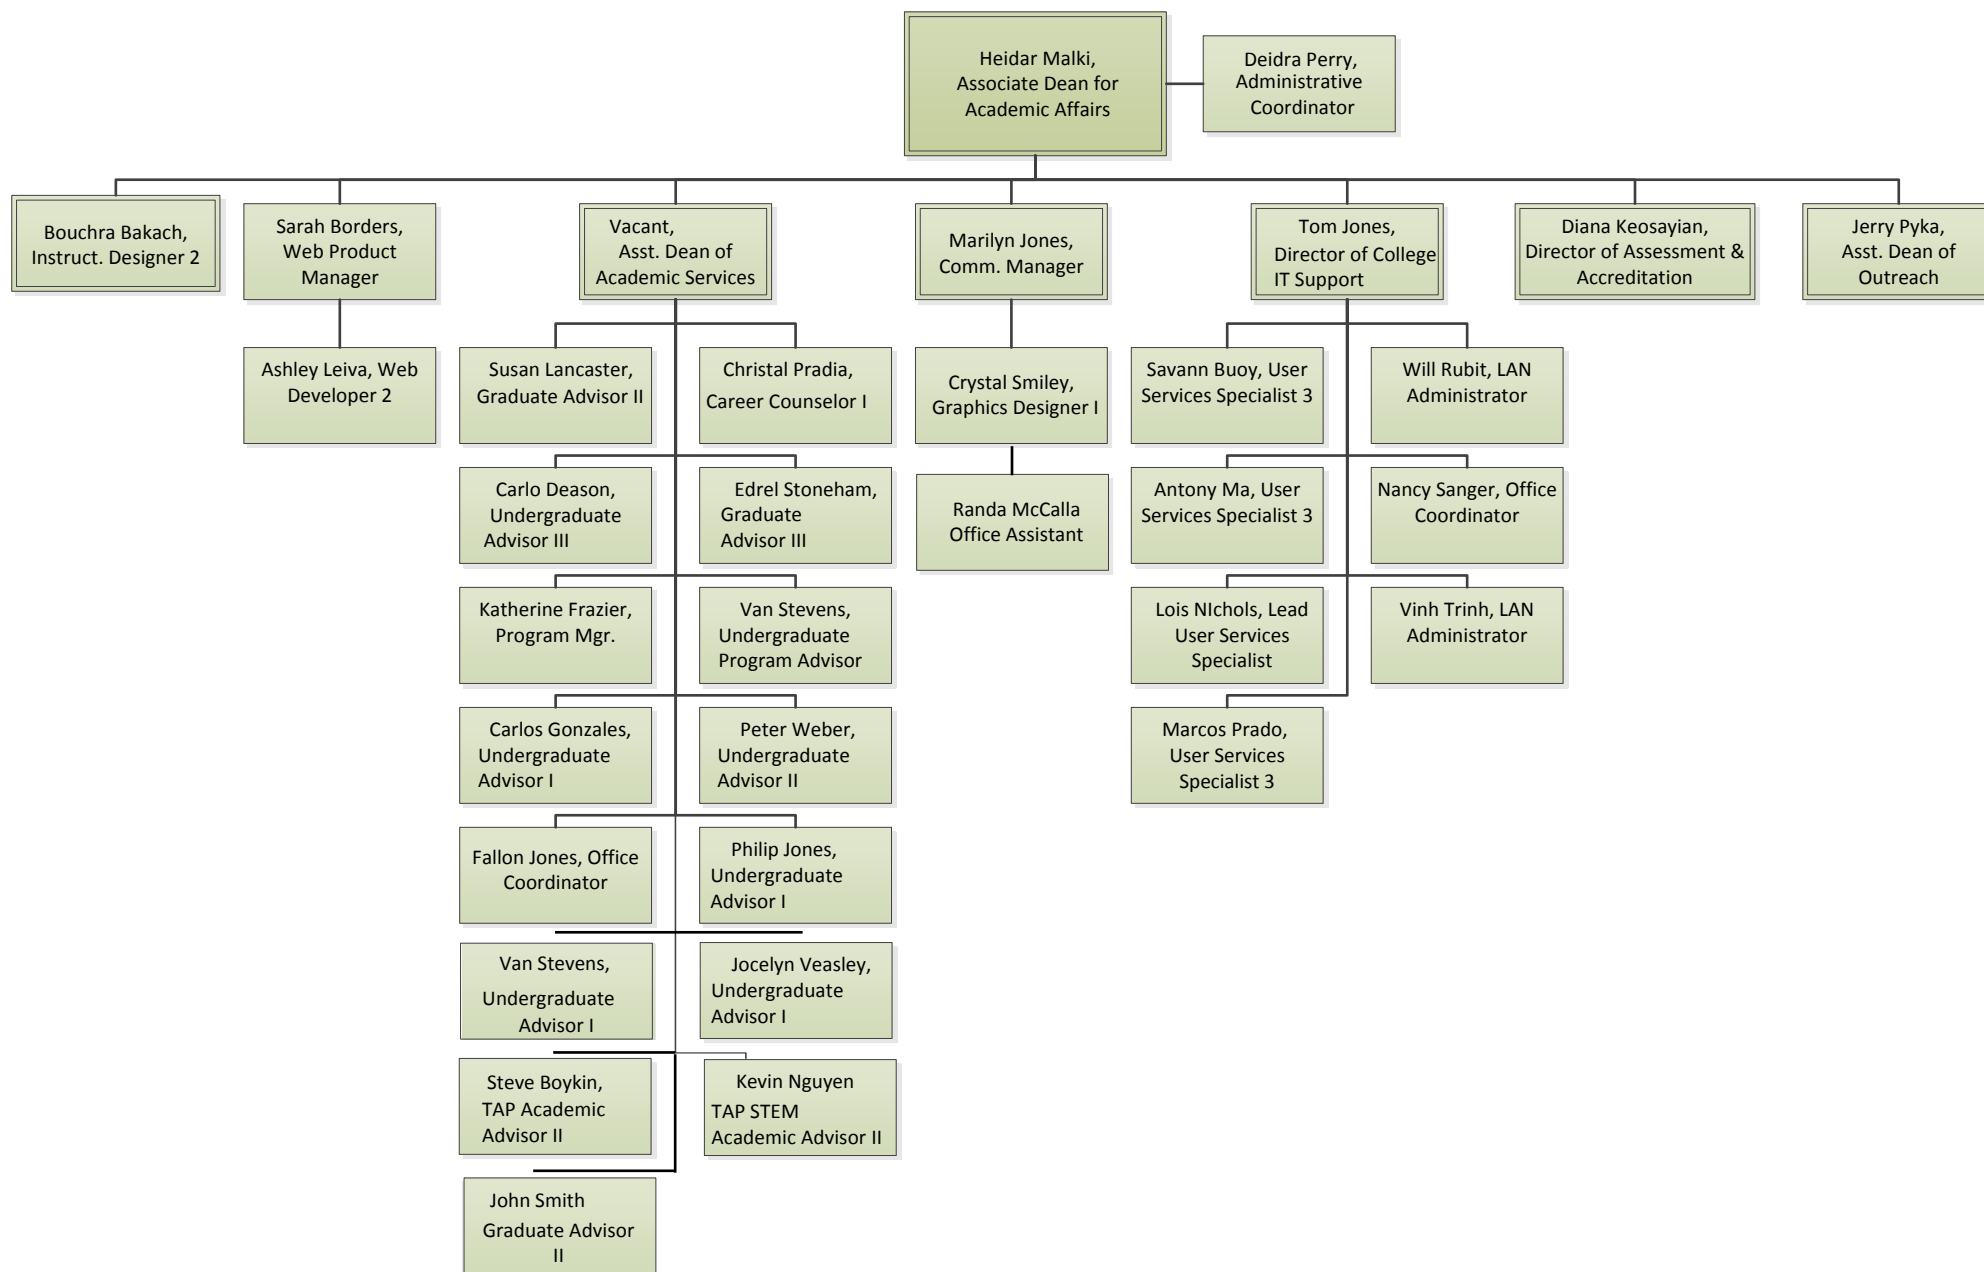 Heidar Malki,
Associate Dean for
Academic Affairs
Deidra Perry,
Administrative
Coordinator
Bouchra Bakach,
Instruct. Designer 2
Sarah Borders,
Web Product
Manager
Vacant,
Asst. Dean of
Academic Services
Marilyn Jones,
Comm. Manager
Tom Jones,
Director of College
IT Support
Diana Keosayian,
Director of Assessment &
Accreditation
Jerry Pyka,
Asst. Dean of
Outreach
Ashley Leiva, Web
Developer 2
Susan Lancaster,
Graduate Advisor II
Christal Pradia,
Career Counselor I
Crystal Smiley,
Graphics Designer I
Savann Buoy, User
Services Specialist 3
Will Rubit, LAN
Administrator
Carlo Deason,
Undergraduate
Advisor III
Edrel Stoneham,
Graduate
Advisor III
Randa McCalla
Office Assistant
Antony Ma, User
Services Specialist 3
Nancy Sanger, Office
Coordinator
Katherine Frazier,
Program Mgr.
Van Stevens,
Undergraduate
Program Advisor
Lois NIchols, Lead
User Services
Specialist
Vinh Trinh, LAN
Administrator
Carlos Gonzales,
Undergraduate
Advisor I
Peter Weber,
Undergraduate
Advisor II
Marcos Prado,
User Services
Specialist 3
Fallon Jones, Office
Coordinator
Philip Jones,
Undergraduate
Advisor I
Van Stevens,
Undergraduate
Advisor I
Jocelyn Veasley,
Undergraduate
Advisor I
Steve Boykin,
TAP Academic
Advisor II
Kevin Nguyen
TAP STEM
Academic Advisor II
John Smith
Graduate Advisor
II